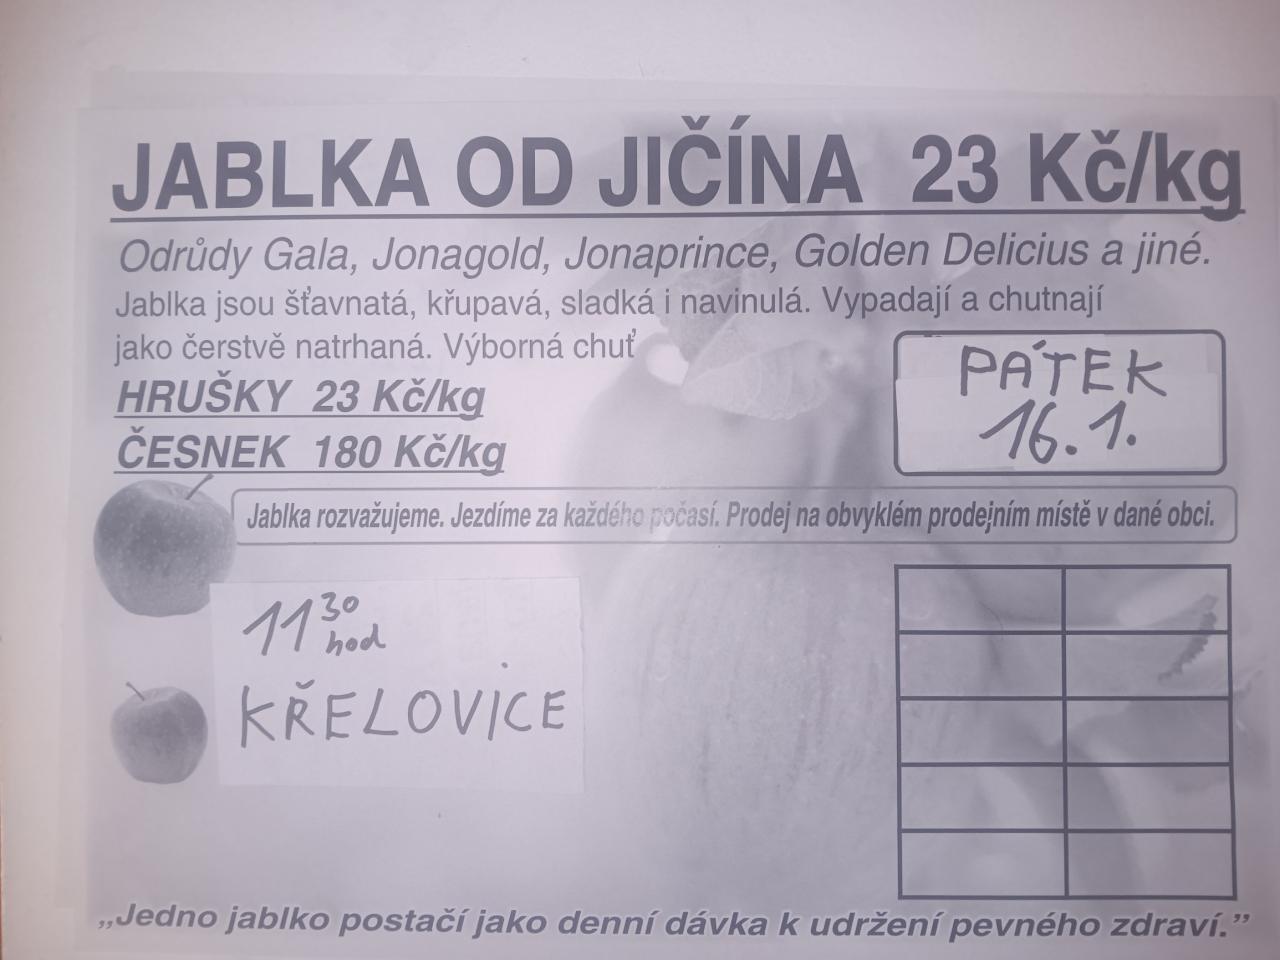 JABLKA OD JIČÍNA 23 Kč/kg
Odrůdy Gala, Jonagold, Jonaprince, Golden Delicius a jiné.
Jablka jsou šťavnatá, křupavá, sladká i navinulá. Vypadají a chutnají
jako čerstvě natrhaná. Výborná chuť
HRUŠKY 23 Kč/kg
ČESNEK 180 Kč/kg
PÁTEK
16.1.
Jablka rozvažujeme. Jezdíme za každého počasí. Prodej na obvyklém prodejním místě v dané obci.
11 30
hod
KŘELOVICE
„Jedno jablko postačí jako denní dávka k udržení pevného zdraví.”